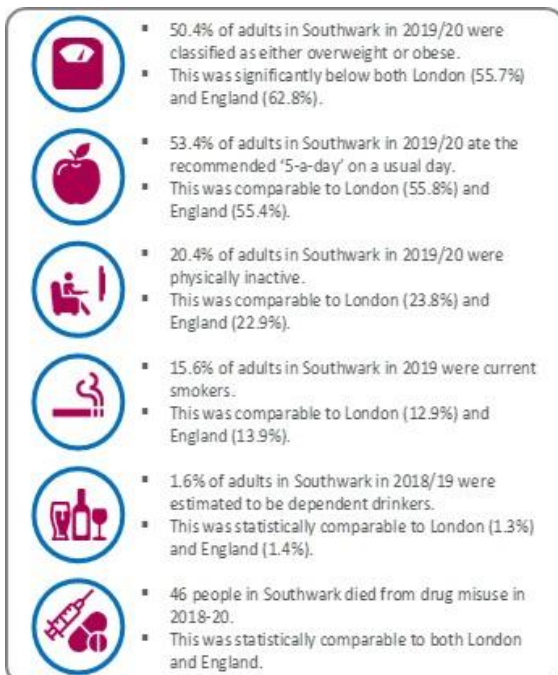 ▪ 50.4% of adults in Southwark in 2019/20 were
classified as either overweight or obese.
▪ This was significantly below both London (55.7%)
and England (62.8%).
▪ 53.4% of adults in Southwark in 2019/20 ate the
recommended ‘5-a-day’ on a usual day.
▪ This was comparable to London (55.8%) and
England (55.4%).
▪ 20.4% of adults in Southwark in 2019/20 were
physically inactive.
▪ This was comparable to London (23.8%) and
England (22.9%).
▪ 15.6% of adults in Southwark in 2019 were current
smokers.
▪ This was comparable to London (12.9%) and
England (13.9%).
▪ 1.6% of adults in Southwark in 2018/19 were
estimated to be dependent drinkers.
▪ This was statistically comparable to London (1.3%)
and England (1.4%).
▪ 46 people in Southwark died from drug misuse in
2018-20.
▪ This was statistically comparable to both London
and England.